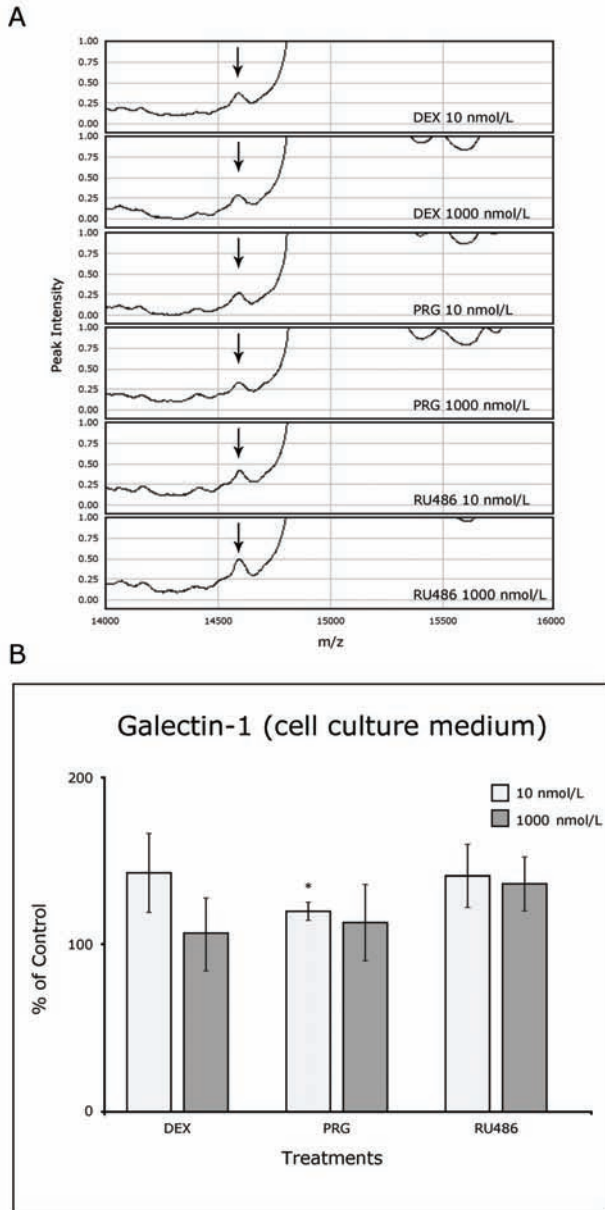 A
1.00
0.75
0.50
0.25
0.00
DEX 10 nmol/L
1.00
0.75
0.50
0.25
0.00
DEX 1000 nmol/L
1.00
0.75
0.50
0.25
0.00
PRG 10 nmol/L
1.00
0.75
0.50
0.25
0.00
PRG 1000 nmol/L
1.00
0.75
0.50
0.25
0.00
RU486 10 nmol/L
1.00
0.75
0.50
0.25
0.00
RU486 1000 nmol/L
Peak Intensity
14000 14500 15000 15500 16000
m/z
B
Galectin-1 (cell culture medium)
200
100
0
% of Control
10 nmol/L
1000 nmol/L
*
DEX PRG RU486
Treatments